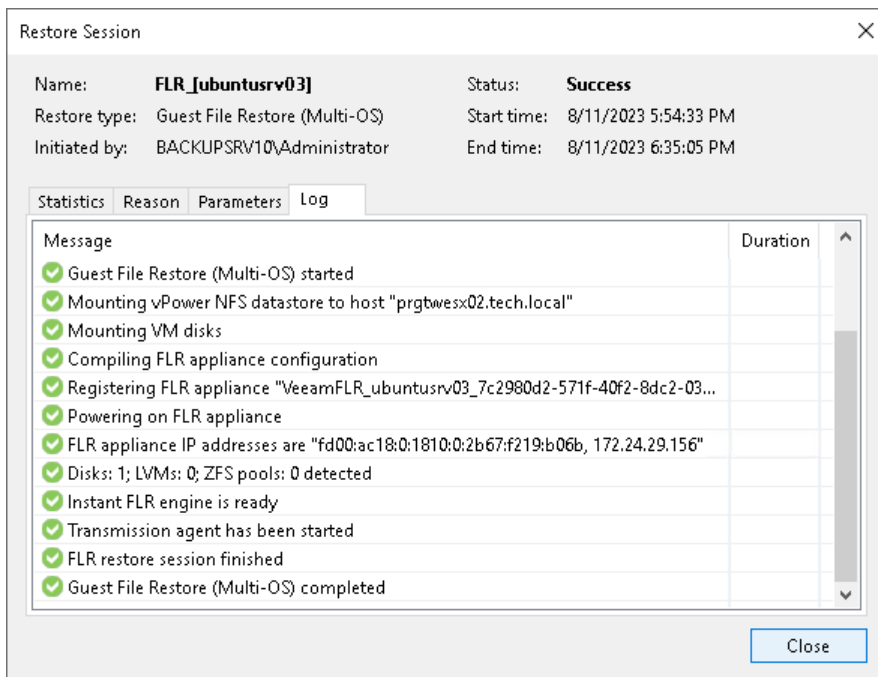 Restore Session
Name: FLR_[ubuntusrv03] Status: Success
Restore type: Guest File Restore (Multi-OS) Start time: 8/11/2023 5:54:33 PM
Initiated by: BACKUPSRV10\Administrator End time: 8/11/2023 6:35:05 PM
Statistics Reason Parameters Log
Message Duration
Guest File Restore (Multi-OS) started
Mounting vPower NFS datastore to host "prgtwesx02.tech.local"
Mounting VM disks
Compiling FLR appliance configuration
Registering FLR appliance "VeeamFLR_ubuntusrv03_7c2980d2-571f-40f2-8dc2-03...
Powering on FLR appliance
FLR appliance IP addresses are "fd00:ac18:0:1810:0:2b67:f219:b06b, 172.24.29.156"
Disks: 1; LVMs: 0; ZFS pools: 0 detected
Instant FLR engine is ready
Transmission agent has been started
FLR restore session finished
Guest File Restore (Multi-OS) completed
Close